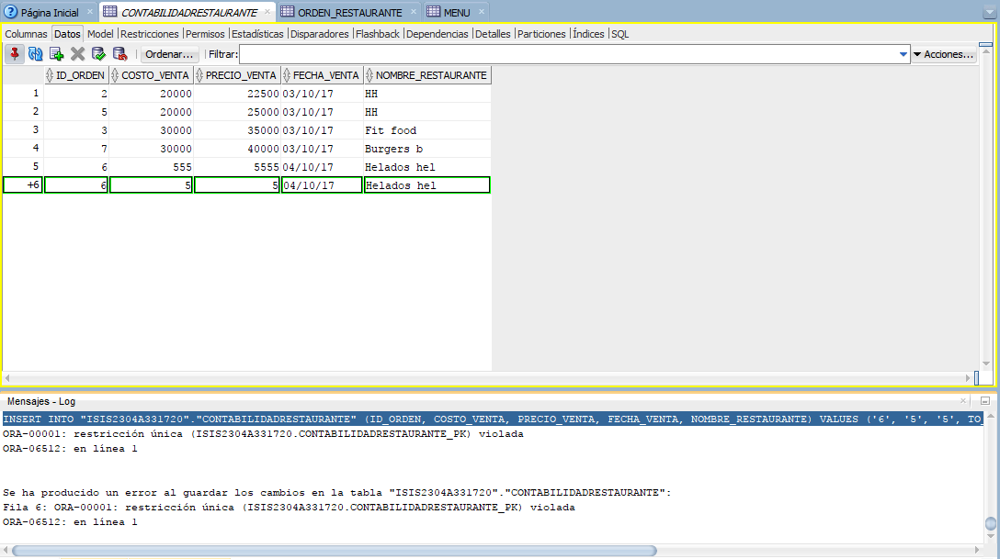 Página Inicial CONTABILIDADRESTAURANTE ORDEN_RESTAURANTE MENU
Columnas Datos Model Restricciones Permisos Estadísticas Disparadores Flashback Dependencias Detalles Particiones Índices SQL
Ordenar... Filtrar: Acciones...
ID_ORDEN COSTO_VENTA PRECIO_VENTA FECHA_VENTA NOMBRE_RESTAURANTE
1 2 20000 22500 03/10/17 HH
2 5 20000 25000 03/10/17 HH
3 3 30000 35000 03/10/17 Fit food
4 7 30000 40000 03/10/17 Burgers b
5 6 555 5555 04/10/17 Helados hel
+6 6 5 5 04/10/17 Helados hel
Mensajes - Log
INSERT INTO "ISIS2304A331720"."CONTABILIDADRESTAURANTE" (ID_ORDEN, COSTO_VENTA, PRECIO_VENTA, FECHA_VENTA, NOMBRE_RESTAURANTE) VALUES ('6', '5', '5', TO_
ORA-00001: restricción única (ISIS2304A331720.CONTABILIDADRESTAURANTE_PK) violada
ORA-06512: en línea 1
Se ha producido un error al guardar los cambios en la tabla "ISIS2304A331720"."CONTABILIDADRESTAURANTE":
Fila 6: ORA-00001: restricción única (ISIS2304A331720.CONTABILIDADRESTAURANTE_PK) violada
ORA-06512: en línea 1